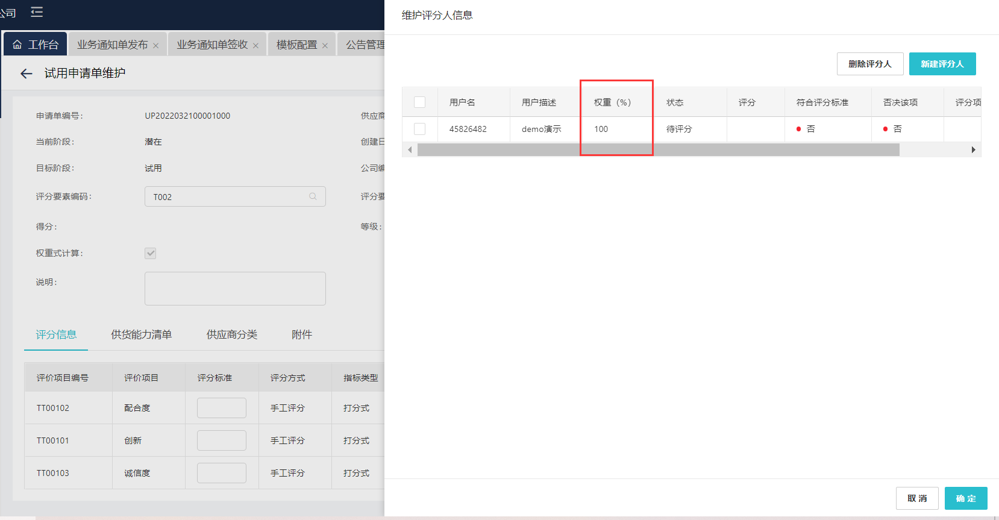 公司
工作台 业务通知单发布 业务通知单签收 模板配置 公告管理
试用申请单维护
申请单编号: UP2022032100001000 供应商
当前阶段: 潜在 创建日
目标阶段: 试用 公司编
评分要素编码: T002 评分要
得分: 等级:
权重式计算:
说明:
评分信息 供货能力清单 供应商分类 附件
评价项目编号 评价项目 评分标准 评分方式 指标类型
TT00102 配合度 手工评分 打分式
TT00101 创新 手工评分 打分式
TT00103 诚信度 手工评分 打分式
维护评分人信息
删除评分人 新建评分人
用户名 用户描述 权重（%） 状态 评分 符合评分标准 否决该项 评分项
45826482 demo演示 100 待评分 否 否
取 消 确 定